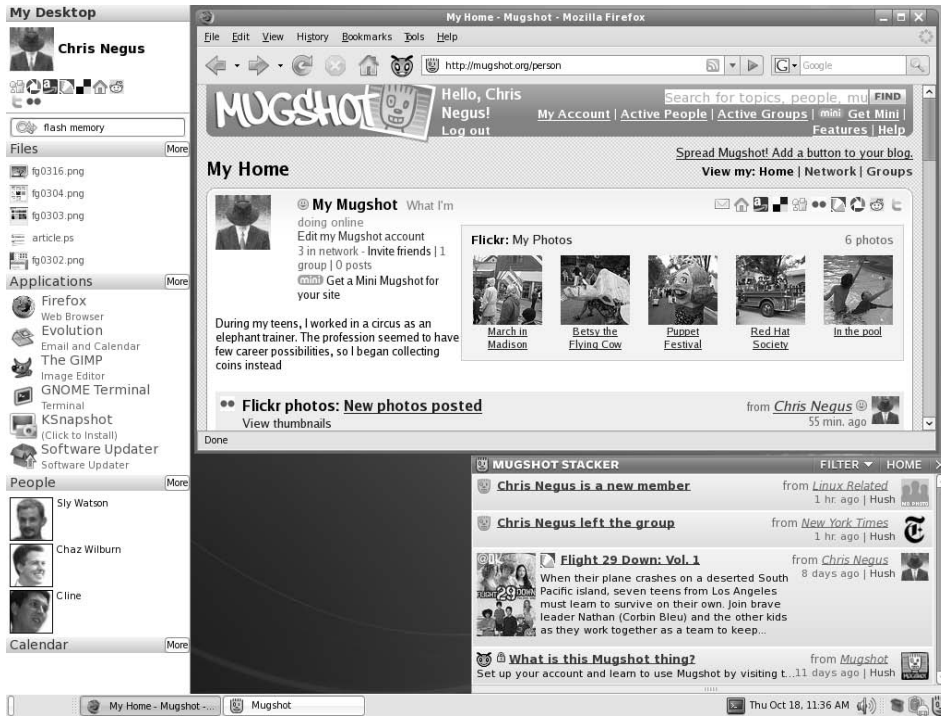 My Desktop
Chris Negus
flash memory
Files More
fg0316.png
fg0304.png
fg0303.png
article.ps
fg0302.png
Applications More
Firefox
Web Browser
Evolution
Email and Calendar
The GIMP
Image Editor
GNOME Terminal
Terminal
KSnapshot
(Click to Install)
Software Updater
Software Updater
People More
Sly Watson
Chaz Wilburn
Cline
Calendar More
My Home - Mugshot - Mozilla Firefox
File Edit View History Bookmarks Tools Help
http://mugshot.org/person
G Google
MUGSHOT
Hello, Chris
Negus!
Log out
Search for topics, people, mu FIND
My Account | Active People | Active Groups | mini Get Mini |
Features | Help
Spread Mugshot! Add a button to your blog.
My Home
View my: Home | Network | Groups
My Mugshot What I'm
doing online
Edit my Mugshot account
3 in network - Invite friends | 1
group | 0 posts
mini Get a Mini Mugshot for
your site
During my teens, I worked in a circus as an
elephant trainer. The profession seemed to have
few career possibilities, so I began collecting
coins instead
Flickr: My Photos 6 photos
March in
Madison
Betsy the
Flying Cow
Puppet
Festival
Red Hat
Society
In the pool
Flickr photos: New photos posted
View thumbnails
from Chris Negus
55 min. ago
Done
MUGSHOT STACKER FILTER HOME
Chris Negus is a new member from Linux Related
1 hr. ago | Hush
Chris Negus left the group from New York Times
1 hr. ago | Hush
Flight 29 Down: Vol. 1 from Chris Negus
8 days ago | Hush
When their plane crashes on a deserted South
Pacific island, seven teens from Los Angeles
must learn to survive on their own. Join brave
leader Nathan (Corbin Bleu) and the other kids
as they work together as a team to keep...
FLIGHT 29 DOWN
What is this Mugshot thing? from Mugshot
Set up your account and learn to use Mugshot by visiting t...11 days ago | Hush
My Home - Mugshot -...
Mugshot
Thu Oct 18, 11:36 AM